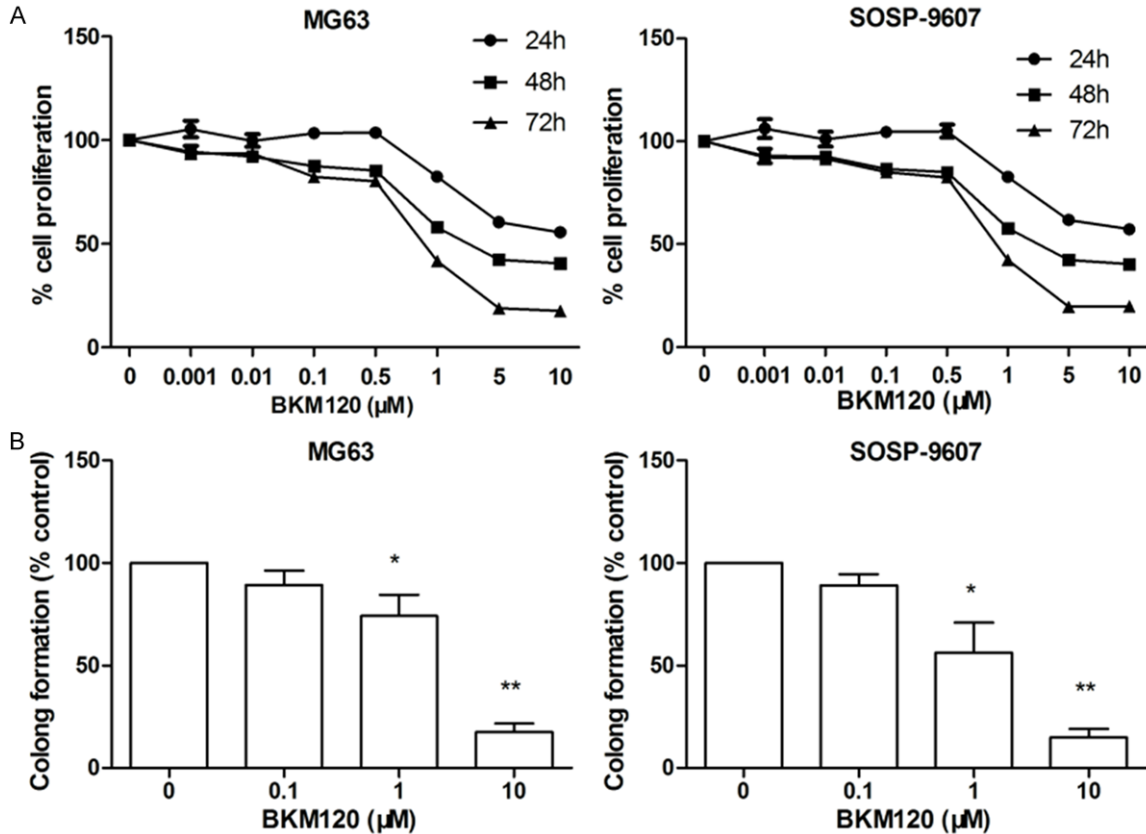 A
MG63
150
100
50
0
% cell proliferation
24h
48h
72h
0 0.001 0.01 0.1 0.5 1 5 10
BKM120 (µM)
SOSP-9607
150
100
50
0
% cell proliferation
24h
48h
72h
0 0.001 0.01 0.1 0.5 1 5 10
BKM120 (µM)
B
MG63
150
100
50
0
Colong formation (% control)
*
**
0 0.1 1 10
BKM120 (µM)
SOSP-9607
150
100
50
0
Colong formation (% control)
*
**
0 0.1 1 10
BKM120 (µM)